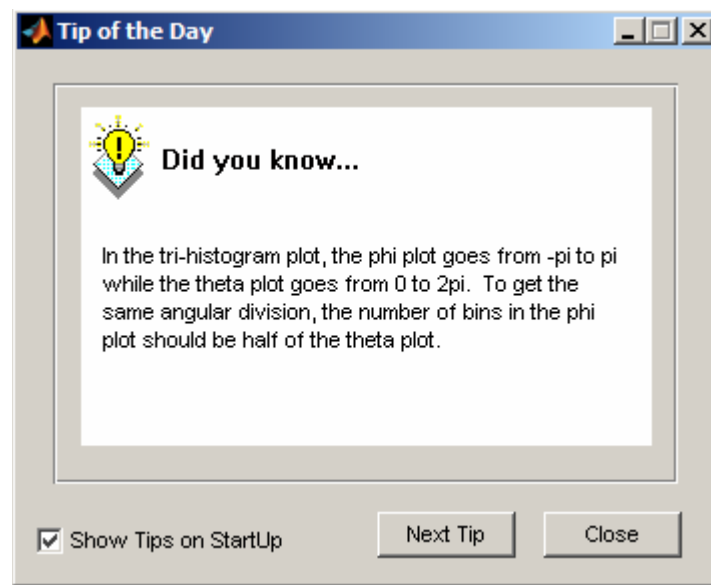 Tip of the Day
Did you know...
In the tri-histogram plot, the phi plot goes from -pi to pi
while the theta plot goes from 0 to 2pi.  To get the
same angular division, the number of bins in the phi
plot should be half of the theta plot.
Show Tips on StartUp
Next Tip
Close